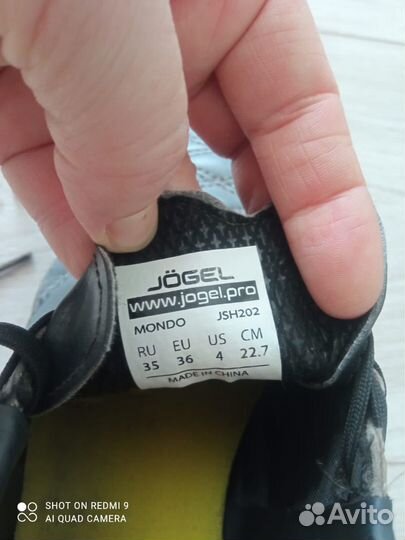 JÖGEL
www.jogel.pro
MONDO JSH202
RU EU US CM
35 36 4 22.7
MADE IN CHINA
SHOT ON REDMI 9
AI QUAD CAMERA
Avito